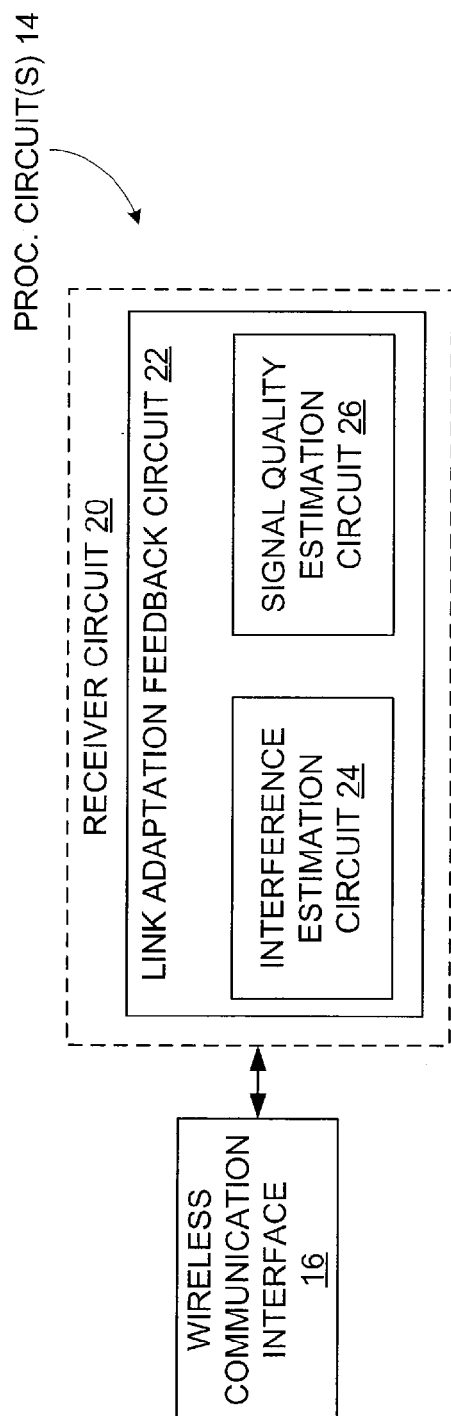 PROC. CIRCUIT(S) 14
RECEIVER CIRCUIT 20
LINK ADAPTATION FEEDBACK CIRCUIT 22
INTERFERENCE
ESTIMATION
CIRCUIT 24
SIGNAL QUALITY
ESTIMATION
CIRCUIT 26
WIRELESS
COMMUNICATION
INTERFACE
16